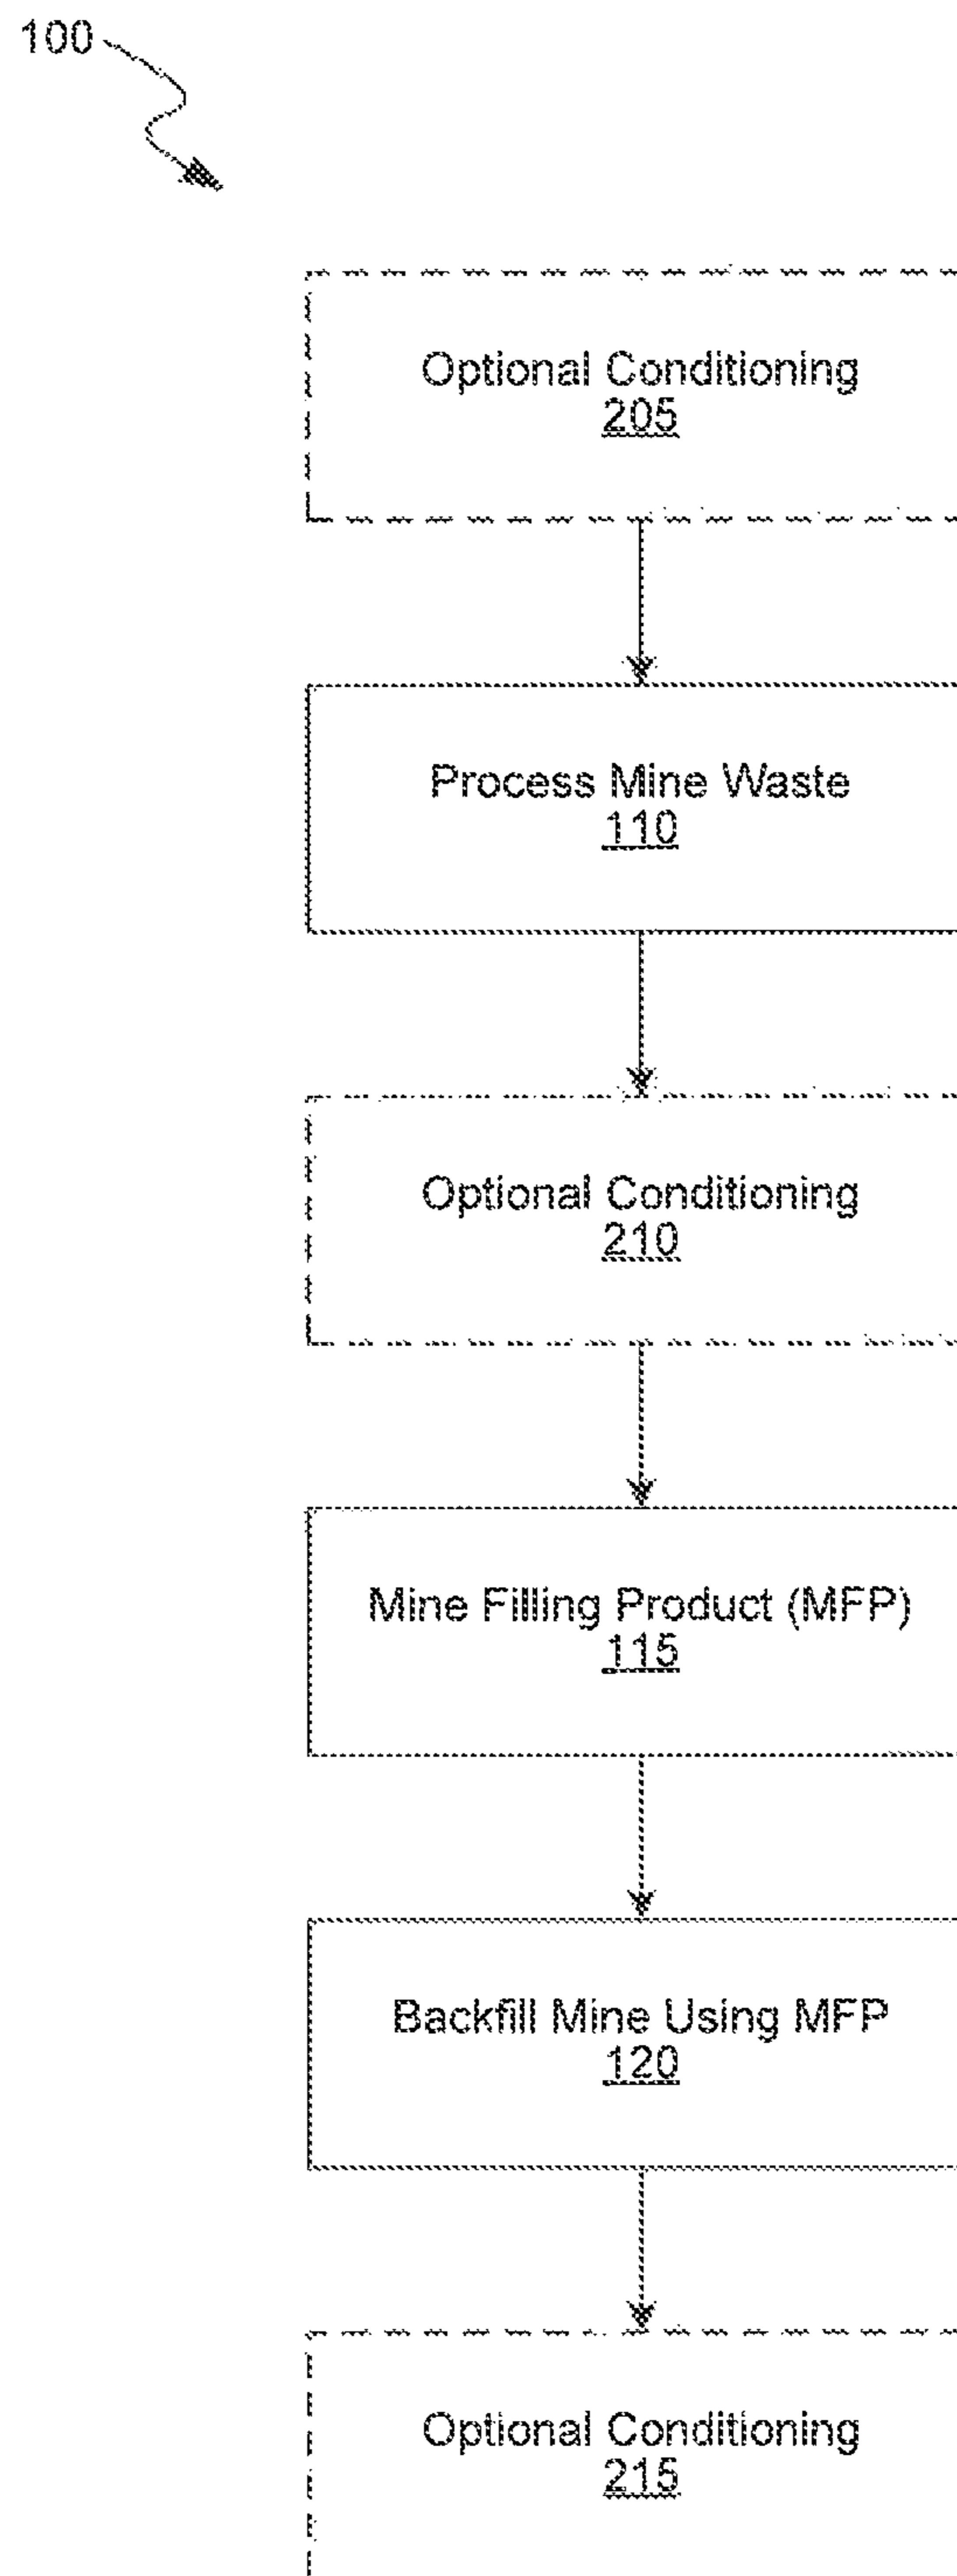 100
Optional Conditioning
205
Process Mine Waste
110
Optional Conditioning
210
Mine Filling Product (MFP)
115
Backfill Mine Using MFP
120
Optional Conditioning
215